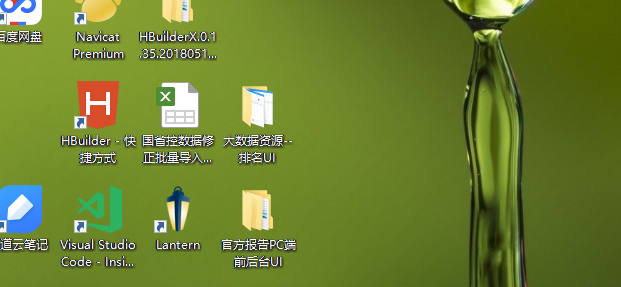 百度网盘
Navicat
Premium
HBuilderX.0.1
.35.2018051...
HBuilder - 快
捷方式
国省控数据修
正批量导入...
大数据资源--
排名UI
道云笔记
Visual Studio
Code - Insi...
Lantern
官方报告PC端
前后台UI